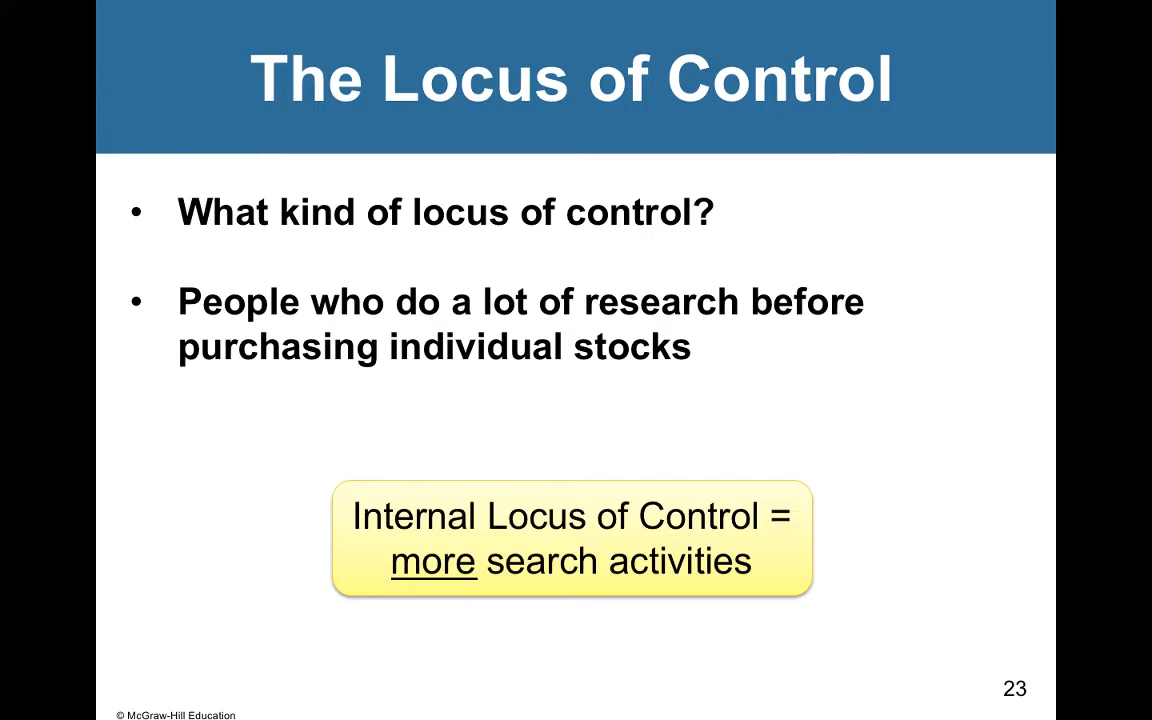 The Locus of Control
• What kind of locus of control?
• People who do a lot of research before
purchasing individual stocks
Internal Locus of Control =
more search activities
23
© McGraw-Hill Education